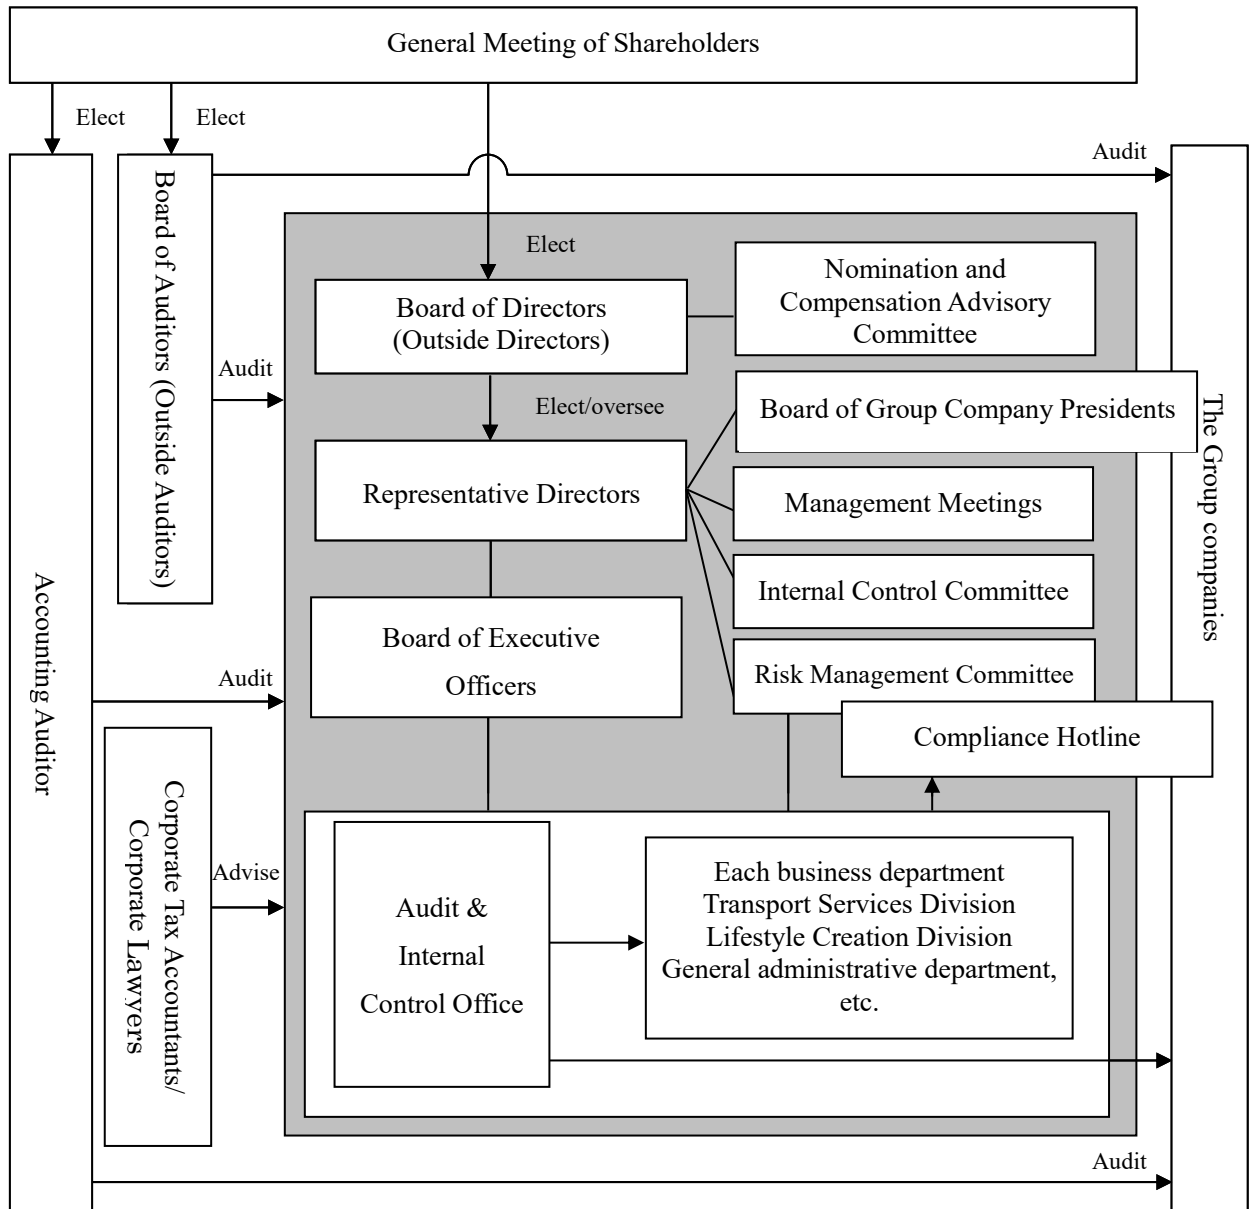 General Meeting of Shareholders
Elect
Elect
Audit
Board of Auditors (Outside Auditors)
Elect
Board of Directors
(Outside Directors)
Nomination and
Compensation Advisory
Committee
Audit
Elect/oversee
Board of Group Company Presidents
The Group companies
Representative Directors
Management Meetings
Internal Control Committee
Accounting Auditor
Board of Executive
Officers
Audit
Risk Management Committee
Compliance Hotline
Corporate Tax Accountants/
Corporate Lawyers
Advise
Audit &
Internal
Control Office
Each business department
Transport Services Division
Lifestyle Creation Division
General administrative department,
etc.
Audit